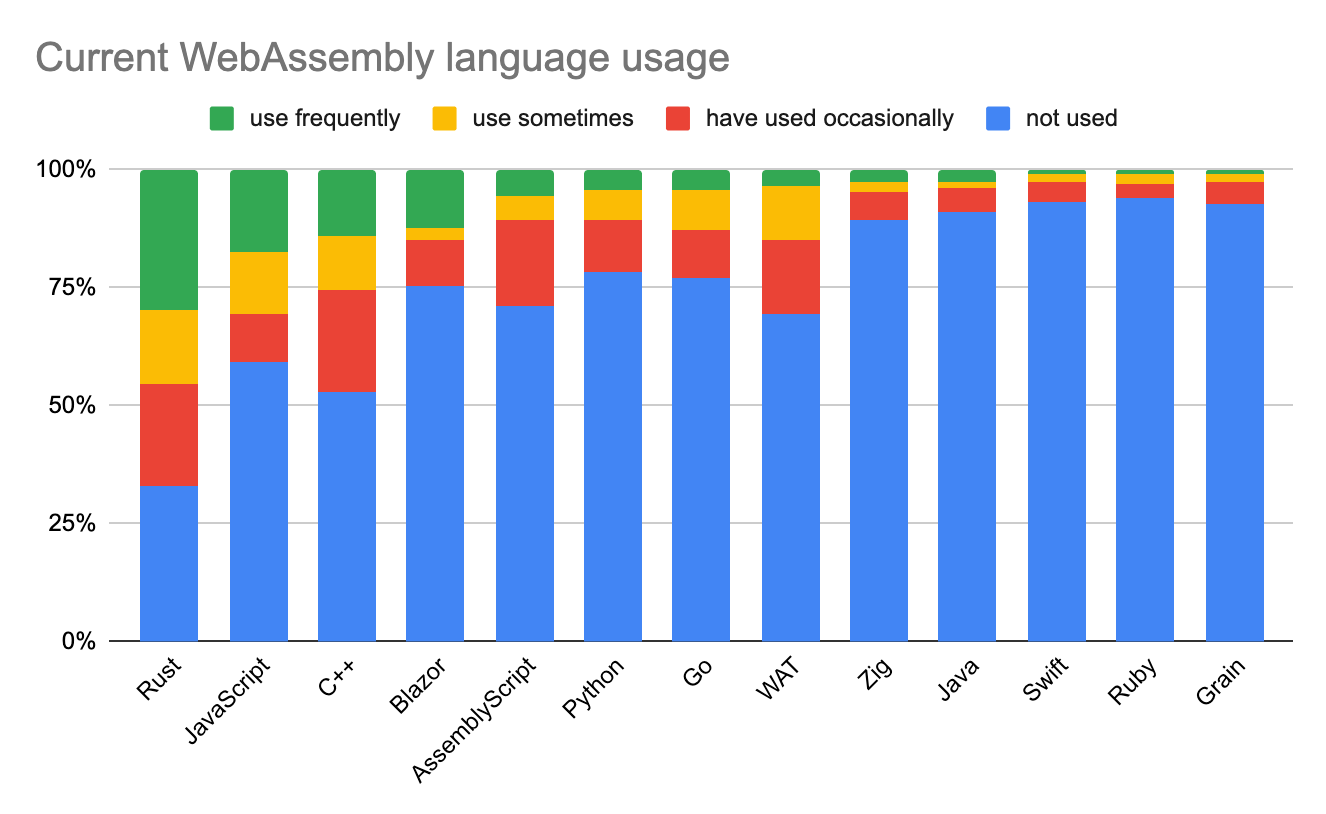 Current WebAssembly language usage
use frequently use sometimes have used occasionally not used
100%
75%
50%
25%
0%
Rust JavaScript C++ Blazor AssemblyScript Python Go WAT Zig Java Swift Ruby Grain